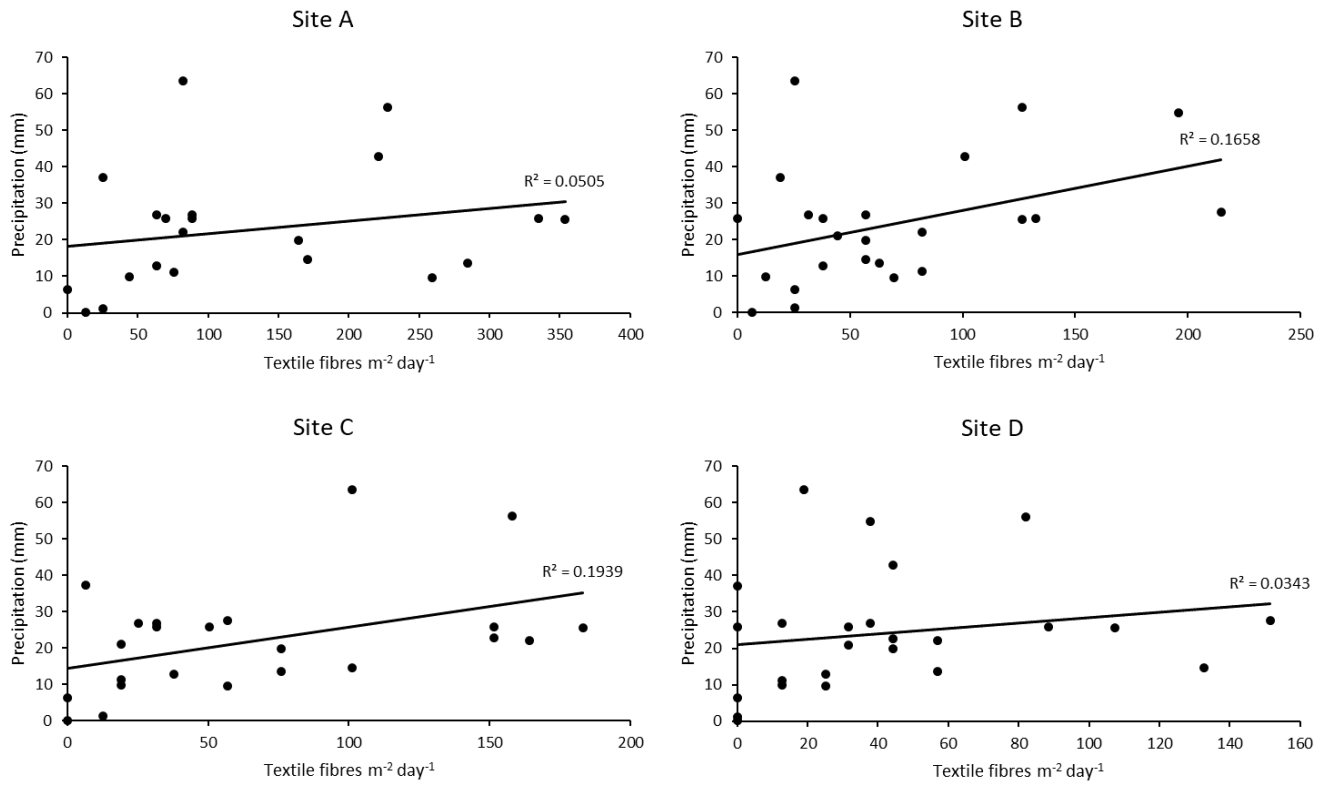 Site A
70
60
50
40
30
20
10
0
Precipitation (mm)
R² = 0.0505
0 50 100 150 200 250 300 350 400
Textile fibres m⁻² day⁻¹
Site B
70
60
50
40
30
20
10
0
Precipitation (mm)
R² = 0.1658
0 50 100 150 200 250
Textile fibres m⁻² day⁻¹
Site C
70
60
50
40
30
20
10
0
Precipitation (mm)
R² = 0.1939
0 50 100 150 200
Textile fibres m⁻² day⁻¹
Site D
70
60
50
40
30
20
10
0
Precipitation (mm)
R² = 0.0343
0 20 40 60 80 100 120 140 160
Textile fibres m⁻² day⁻¹